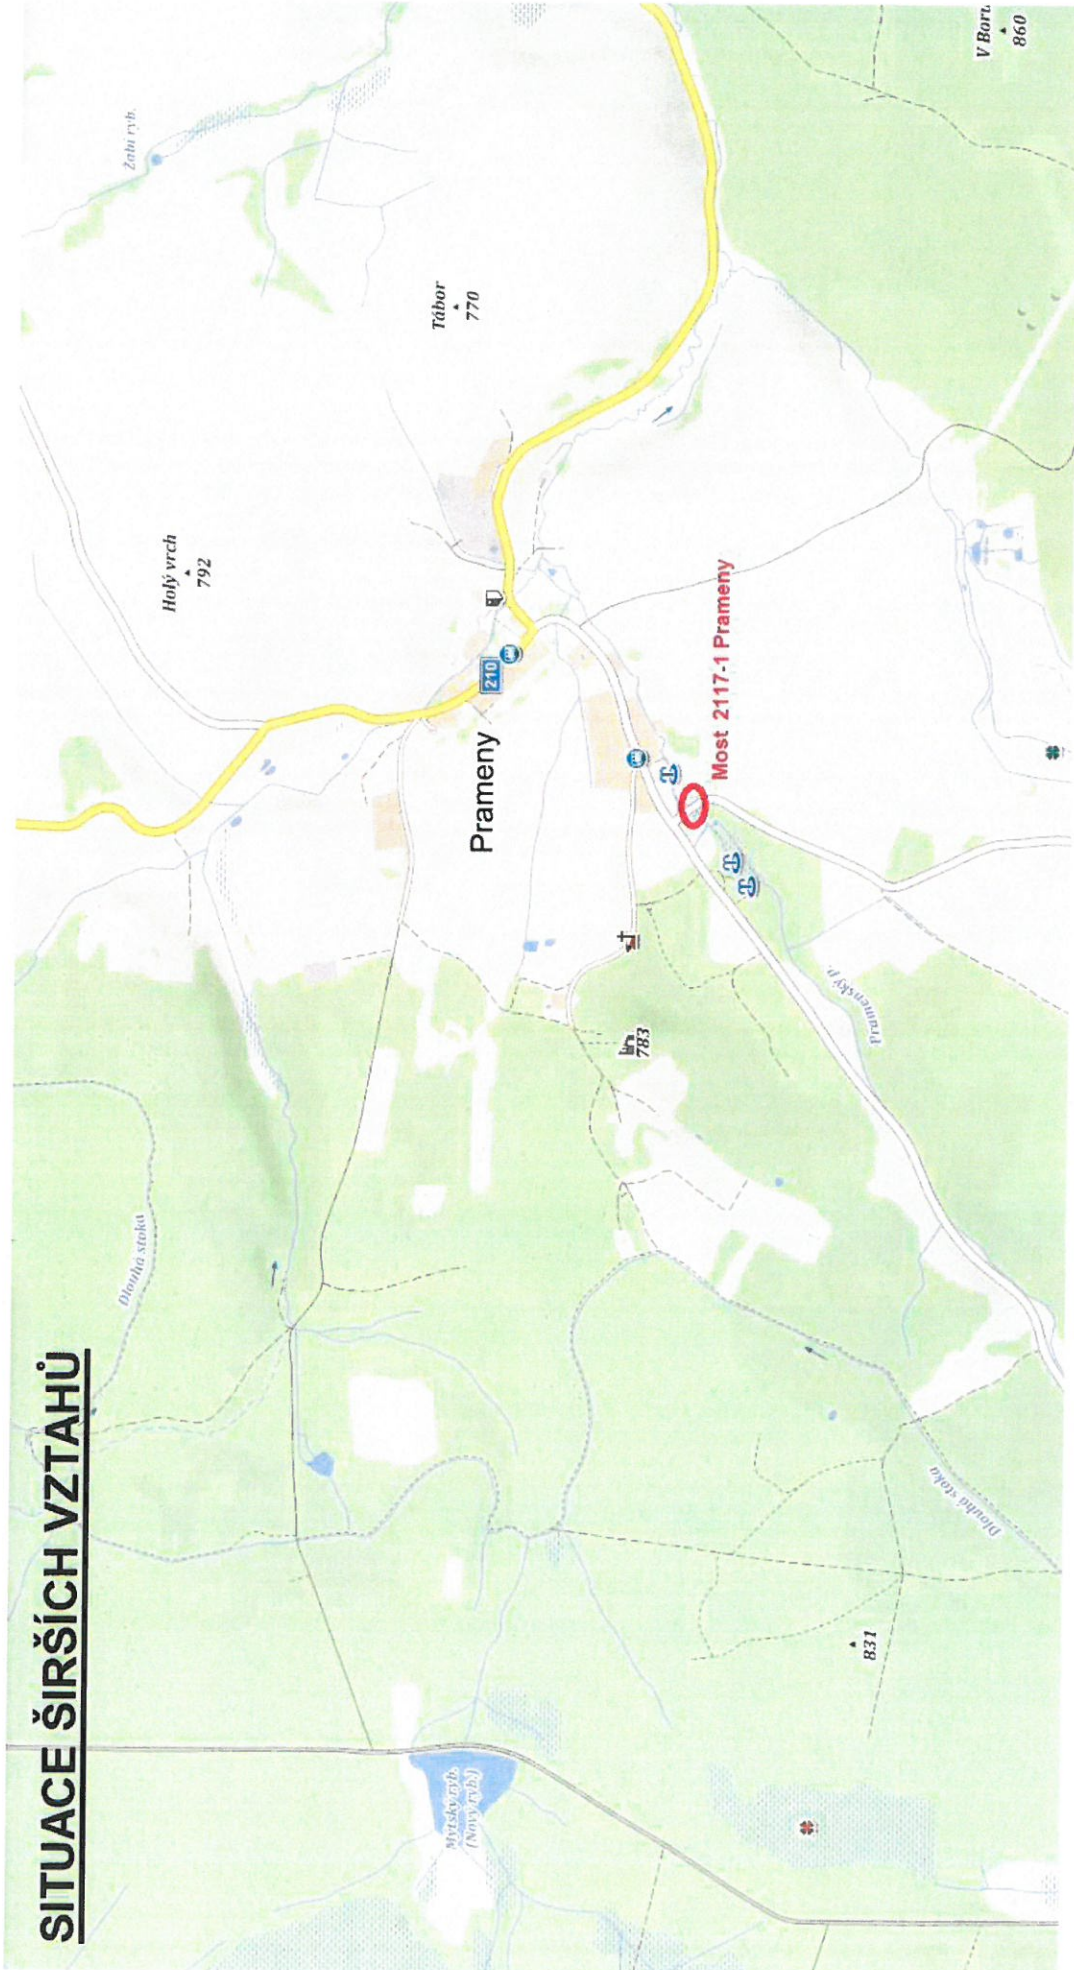 SITUACE ŠIRŠÍCH VZTAHŮ
Dlouhá stoka
Holý vrch
792
Žabí ryb.
Tábor
770
V Boru
860
210
Prameny
Most 2117-1 Prameny
783
Pramenský p.
Mýtský ryb.
(Nový ryb.)
Dlouhá stoka
831